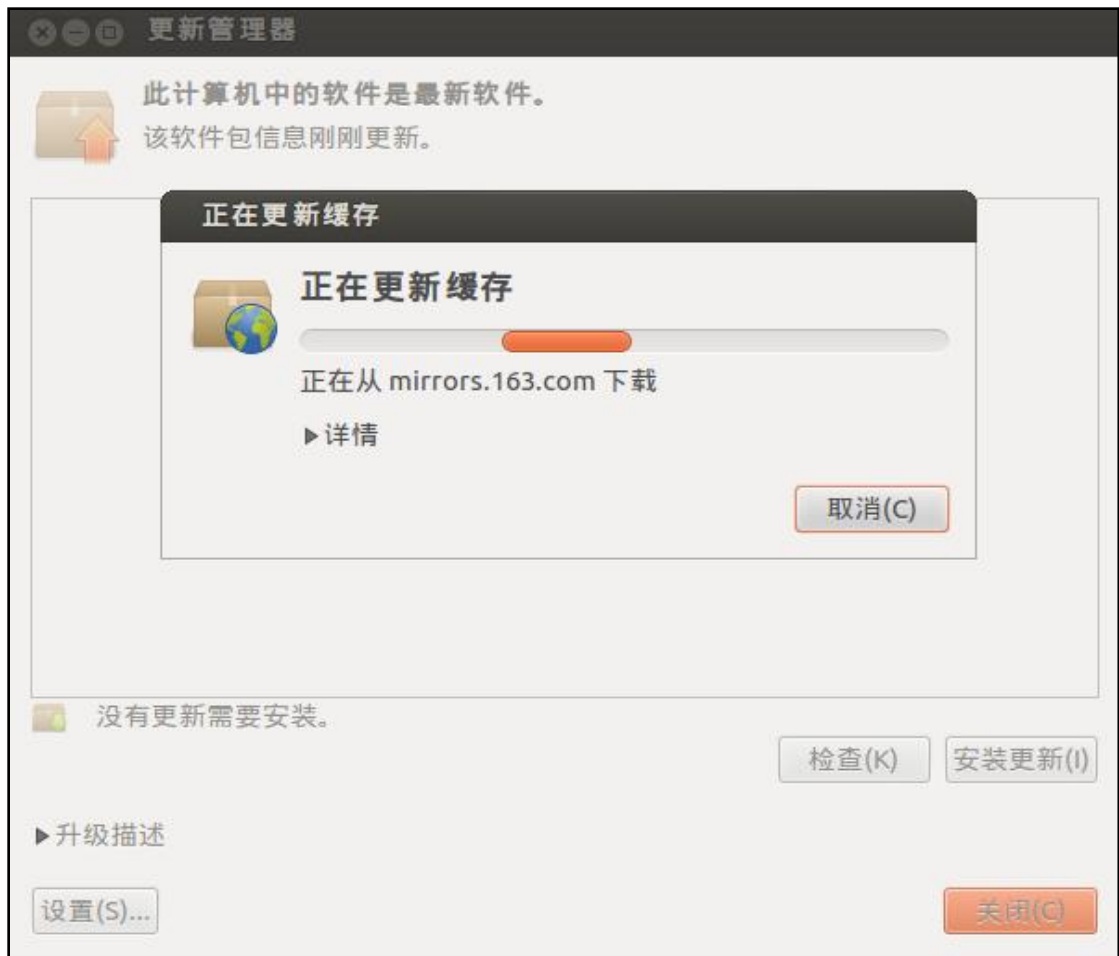 更新管理器
此计算机中的软件是最新软件。
该软件包信息刚刚更新。
正在更新缓存
正在更新缓存
正在从 mirrors.163.com 下载
详情
取消(C)
没有更新需要安装。
检查(K) 安装更新(I)
升级描述
设置(S)... 关闭(C)